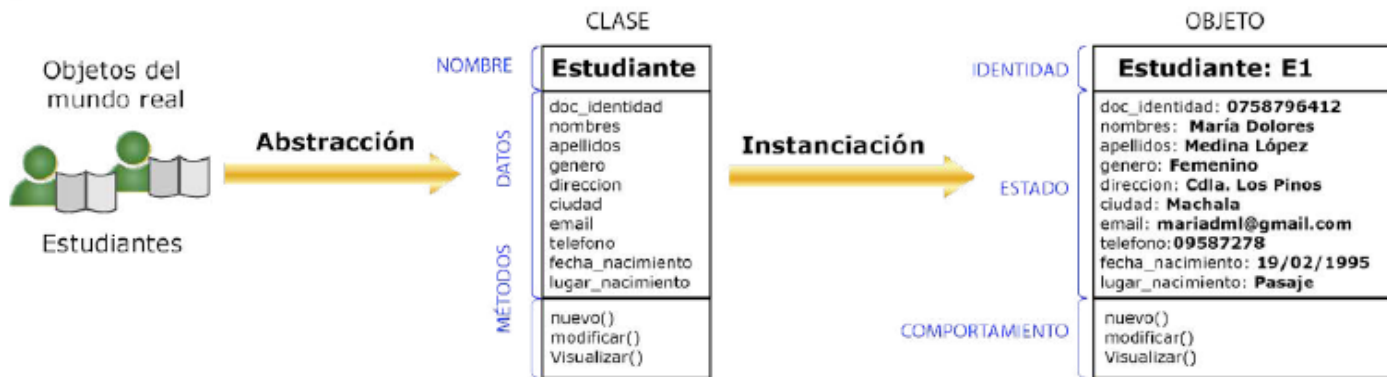 Objetos del
mundo real
Estudiantes
Abstracción
CLASE
NOMBRE
Estudiante
DATOS
doc_identidad
nombres
apellidos
genero
direccion
ciudad
email
telefono
fecha_nacimiento
lugar_nacimiento
MÉTODOS
nuevo()
modificar()
Visualizar()
Instanciación
OBJETO
IDENTIDAD
Estudiante: E1
ESTADO
doc_identidad: 0758796412
nombres: María Dolores
apellidos: Medina López
genero: Femenino
direccion: Cdla. Los Pinos
ciudad: Machala
email: mariadml@gmail.com
telefono:09587278
fecha_nacimiento: 19/02/1995
lugar_nacimiento: Pasaje
COMPORTAMIENTO
nuevo()
modificar()
Visualizar()